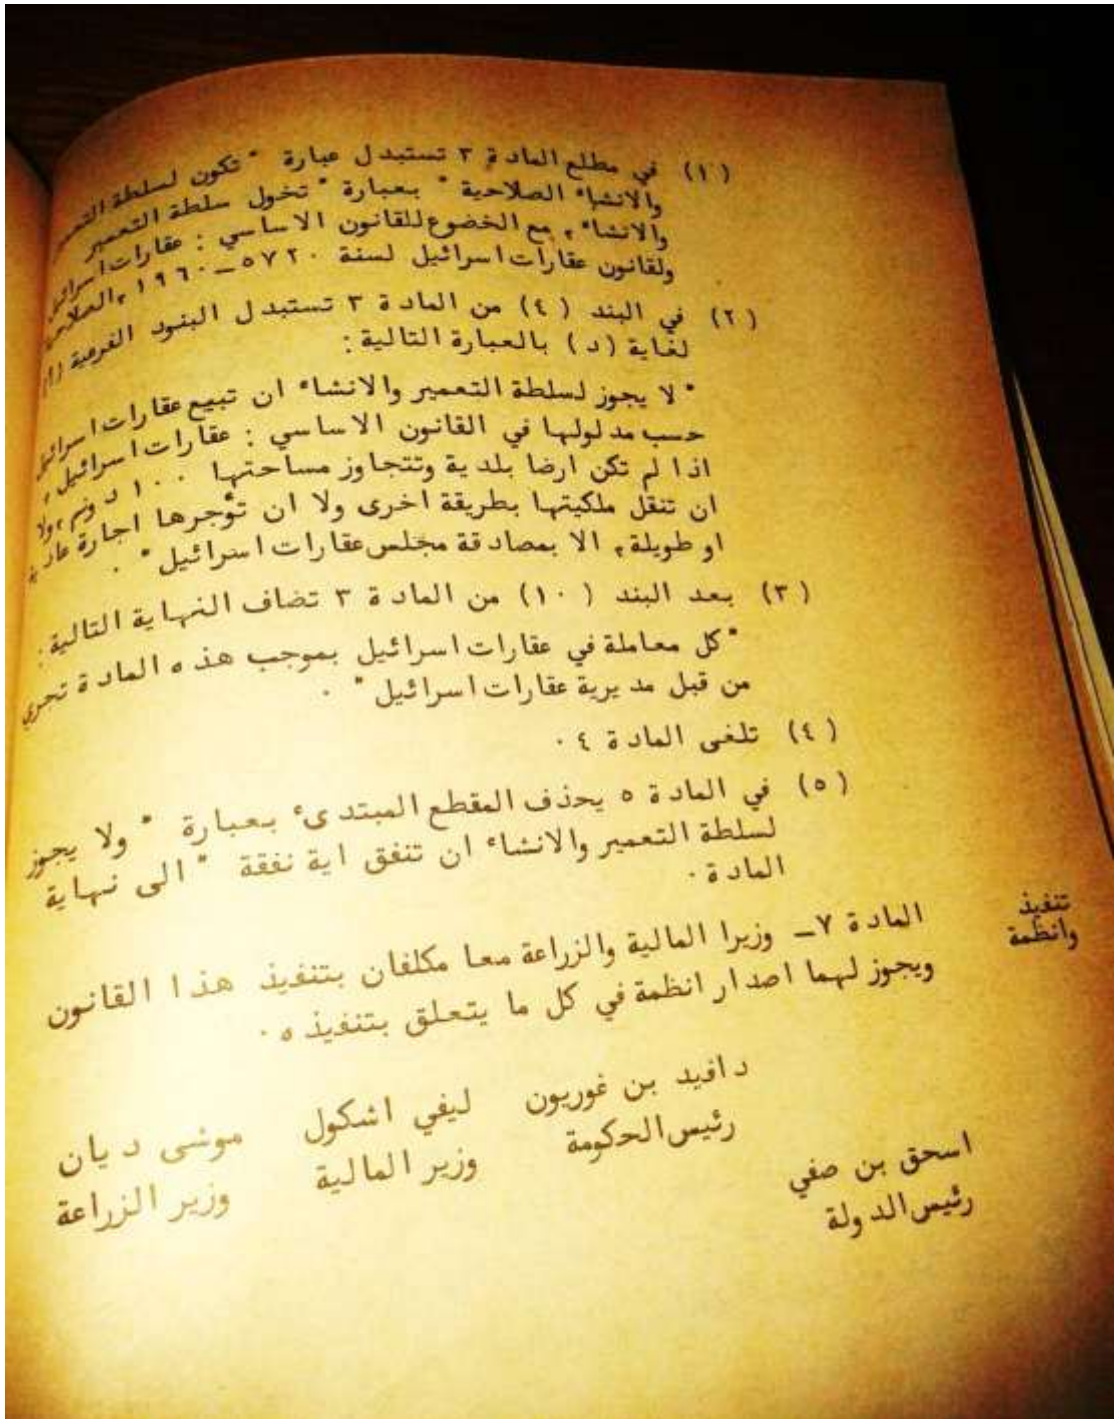 (١) في مطلع المادة ٣ تستبدل عبارة " تكون لسلطة
والانشاء الصلاحية " بعبارة " تخول سلطة التعمير
والانشاء ، مع الخضوع للقانون الاساسي : عقارات اسرائيل
ولقانون عقارات اسرائيل لسنة ٥٧٢٠ــ١٩٦٠ ،
(٢) في البند (٤) من المادة ٣ تستبدل البنود الفرعية (أ)
لغاية (د) بالعبارة التالية :
" لا يجوز لسلطة التعمير والانشاء ان تبيع عقارات اسرائيل
حسب مدلولها في القانون الاساسي : عقارات اسرائيل ،
اذا لم تكن ارضا بلدية وتتجاوز مساحتها ١٠٠ دونم ، ولا
ان تنقل ملكيتها بطريقة اخرى ولا ان تؤجرها اجارة عادية
او طويلة ، الا بمصادقة مجلس عقارات اسرائيل " .
(٣) بعد البند (١٠) من المادة ٣ تضاف النهاية التالية :
" كل معاملة في عقارات اسرائيل بموجب هذه المادة تجري
من قبل مديرية عقارات اسرائيل " .
(٤) تلغى المادة ٤ .
(٥) في المادة ٥ يحذف المقطع المبتدىء بعبارة " ولا يجوز
لسلطة التعمير والانشاء ان تنفق اية نفقة " الى نهاية
المادة .
تنفيذ
وانظمة
المادة ٧ــ وزيرا المالية والزراعة معا مكلفان بتنفيذ هذا القانون
ويجوز لهما اصدار انظمة في كل ما يتعلق بتنفيذه .
دافيد بن غوريون ليفي اشكول موشى ديان
رئيس الحكومة وزير المالية وزير الزراعة
اسحق بن صفي
رئيس الدولة